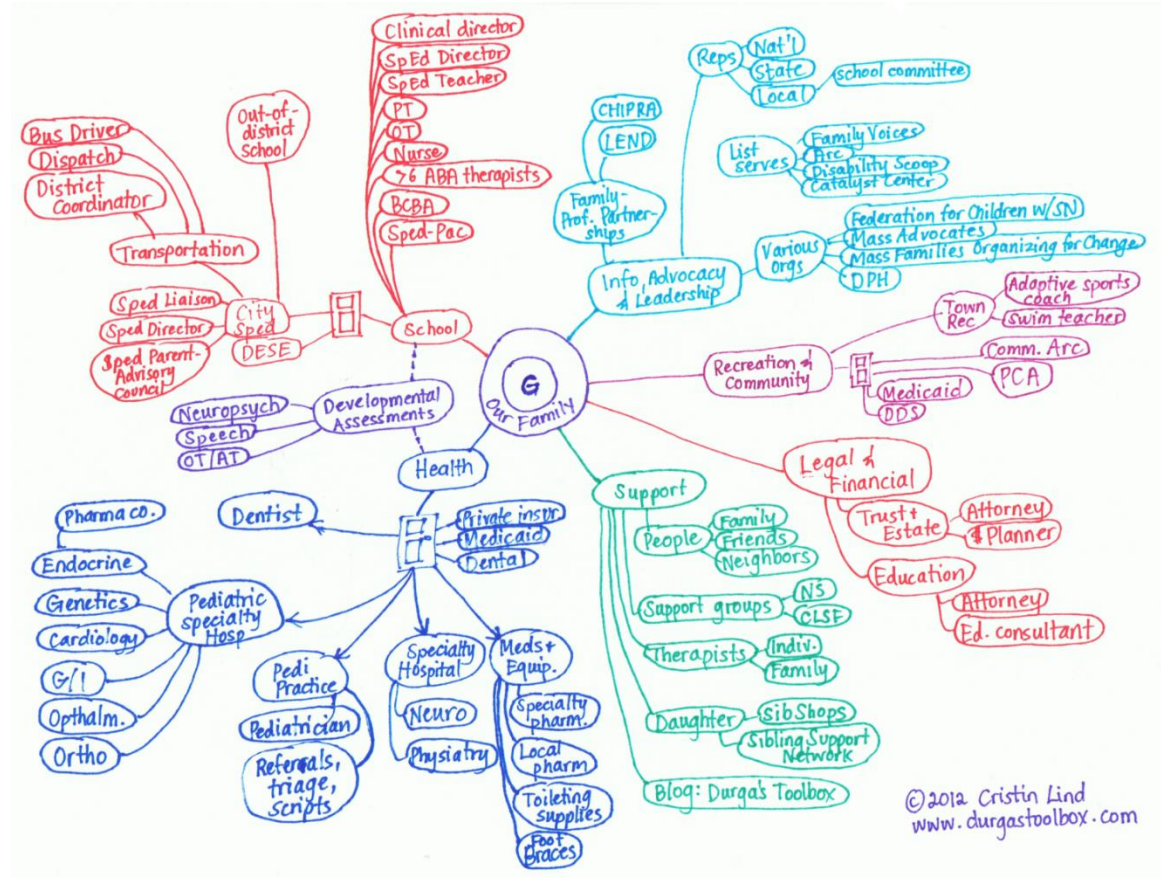 Clinical director
SpEd Director
SpEd Teacher
PT
OT
Nurse
>6 ABA therapists
BCBA
Sped-Pac
School
Out-of-
district
School
Bus Driver
Dispatch
District
Coordinator
Transportation
Sped Liaison
Sped Director
Sped Parent-
Advisory
Council
City
Sped
DESE
Neuropsych
Speech
OT/AT
Developmental
Assessments
Health
Dentist
Private insur.
Medicaid
Dental
Pharma co.
Endocrine
Genetics
Cardiology
G/I
Opthalm.
Ortho
Pediatric
specialty
Hosp
Pedi
Practice
Pediatrician
Referrals,
triage,
scripts
Specialty
Hospital
Neuro
Physiatry
Meds +
Equip.
Specialty
pharm.
Local
pharm
Toileting
supplies
Foot
Braces
G
Our Family
Reps
Nat'l
State
Local
school committee
CHIPRA
LEND
Family-
Prof. Partner-
ships
List
serves
Family Voices
Arc
Disability Scoop
Catalyst Center
Info, Advocacy
& Leadership
Various
orgs
Federation for Children w/SN
Mass Advocates
Mass Families Organizing for Change
DPH
Recreation &
Community
Town
Rec
Adaptive sports
coach
Swim teacher
Comm. Arc
PCA
Medicaid
DDS
Legal &
Financial
Trust +
Estate
Attorney
$ Planner
Education
Attorney
Ed. consultant
Support
People
Family
Friends
Neighbors
Support groups
NS
CLSF
Therapists
Indiv.
Family
Daughter
SibShops
Sibling Support
Network
Blog: Durga's Toolbox
© 2012 Cristin Lind
www.durgastoolbox.com